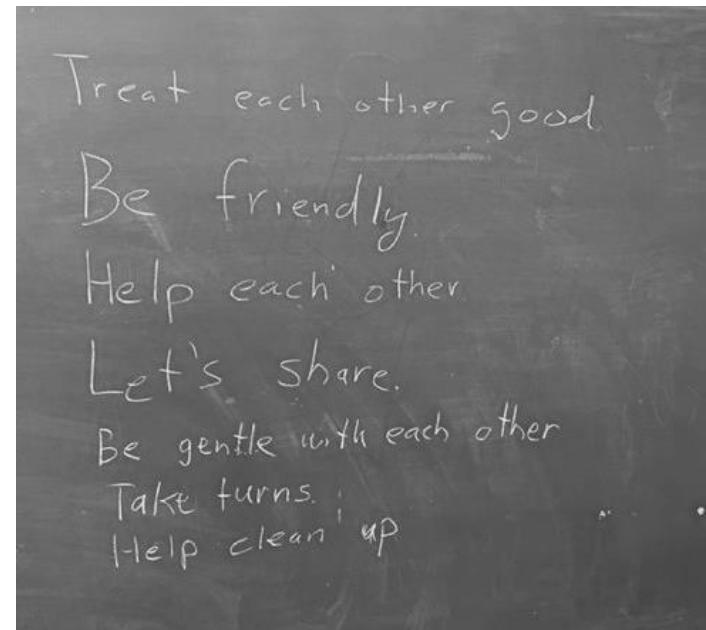 Treat each other good
Be friendly.
Help each other
Let's share.
Be gentle with each other
Take turns.
Help clean up